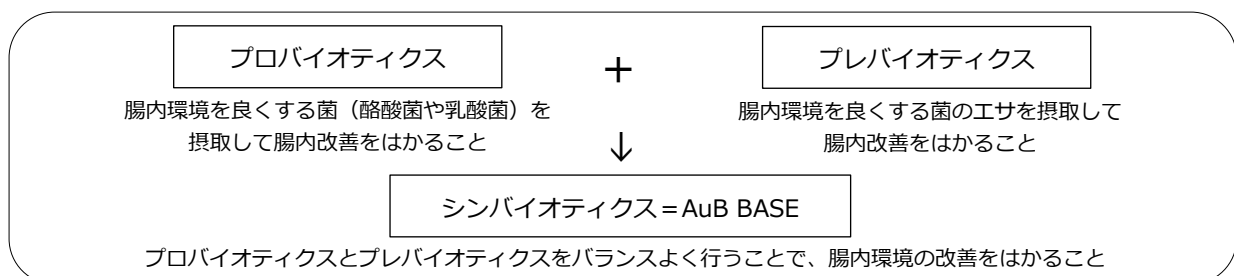 プロバイオティクス
+
プレバイオティクス
腸内環境を良くする菌（酪酸菌や乳酸菌）を
摂取して腸内改善をはかること
腸内環境を良くする菌のエサを摂取して
腸内改善をはかること
↓
シンバイオティクス＝AuB BASE
プロバイオティクスとプレバイオティクスをバランスよく行うことで、腸内環境の改善をはかること